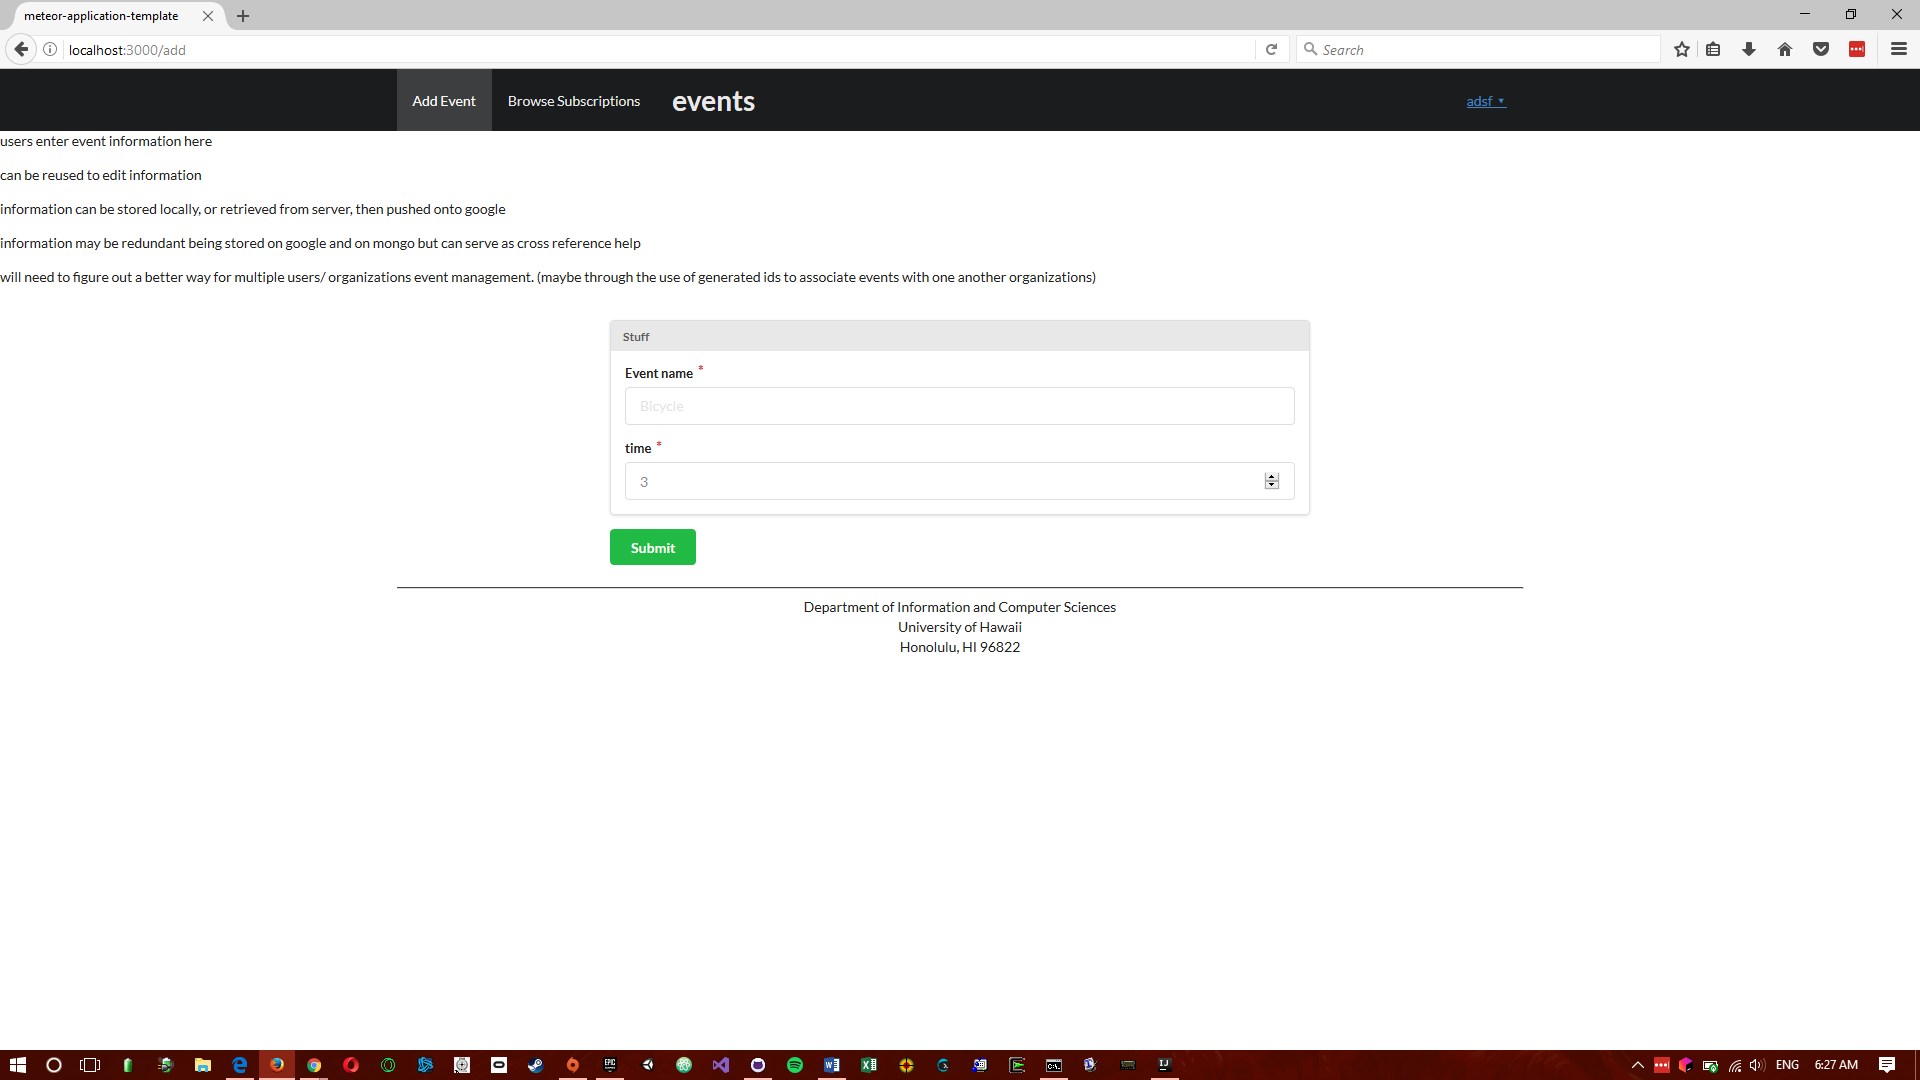 meteor-application-template
localhost:3000/add
Search
Add Event
Browse Subscriptions
events
adsf
users enter event information here
can be reused to edit information
information can be stored locally, or retrieved from server, then pushed onto google
information may be redundant being stored on google and on mongo but can serve as cross reference help
will need to figure out a better way for multiple users/ organizations event management. (maybe through the use of generated ids to associate events with one another organizations)
Stuff
Event name *
Bicycle
time *
3
Submit
Department of Information and Computer Sciences
University of Hawaii
Honolulu, HI 96822
ENG
6:27 AM